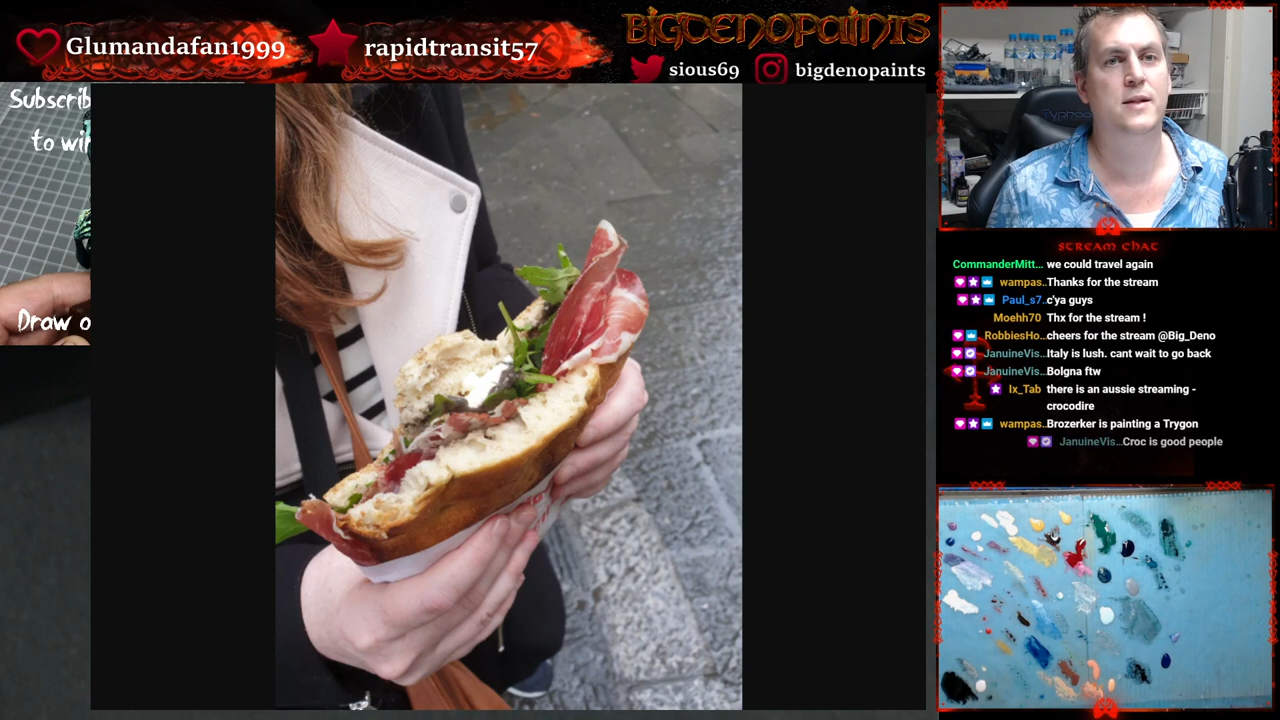 Glumandafan1999
rapidtransit57
BIGDENOPAINTS
sious69
bigdenopaints
Subscrib
to wi
Draw o
STREAM CHAT
CommanderMitt... we could travel again
wampas.. Thanks for the stream
Paul_s7.. c'ya guys
Moehh70 Thx for the stream !
RobbiesHo... cheers for the stream @Big_Deno
JanuineVis... Italy is lush. cant wait to go back
JanuineVis... Bolgna ftw
Ix_Tab there is an aussie streaming -
crocodire
wampas.. Brozerker is painting a Trygon
JanuineVis... Croc is good people